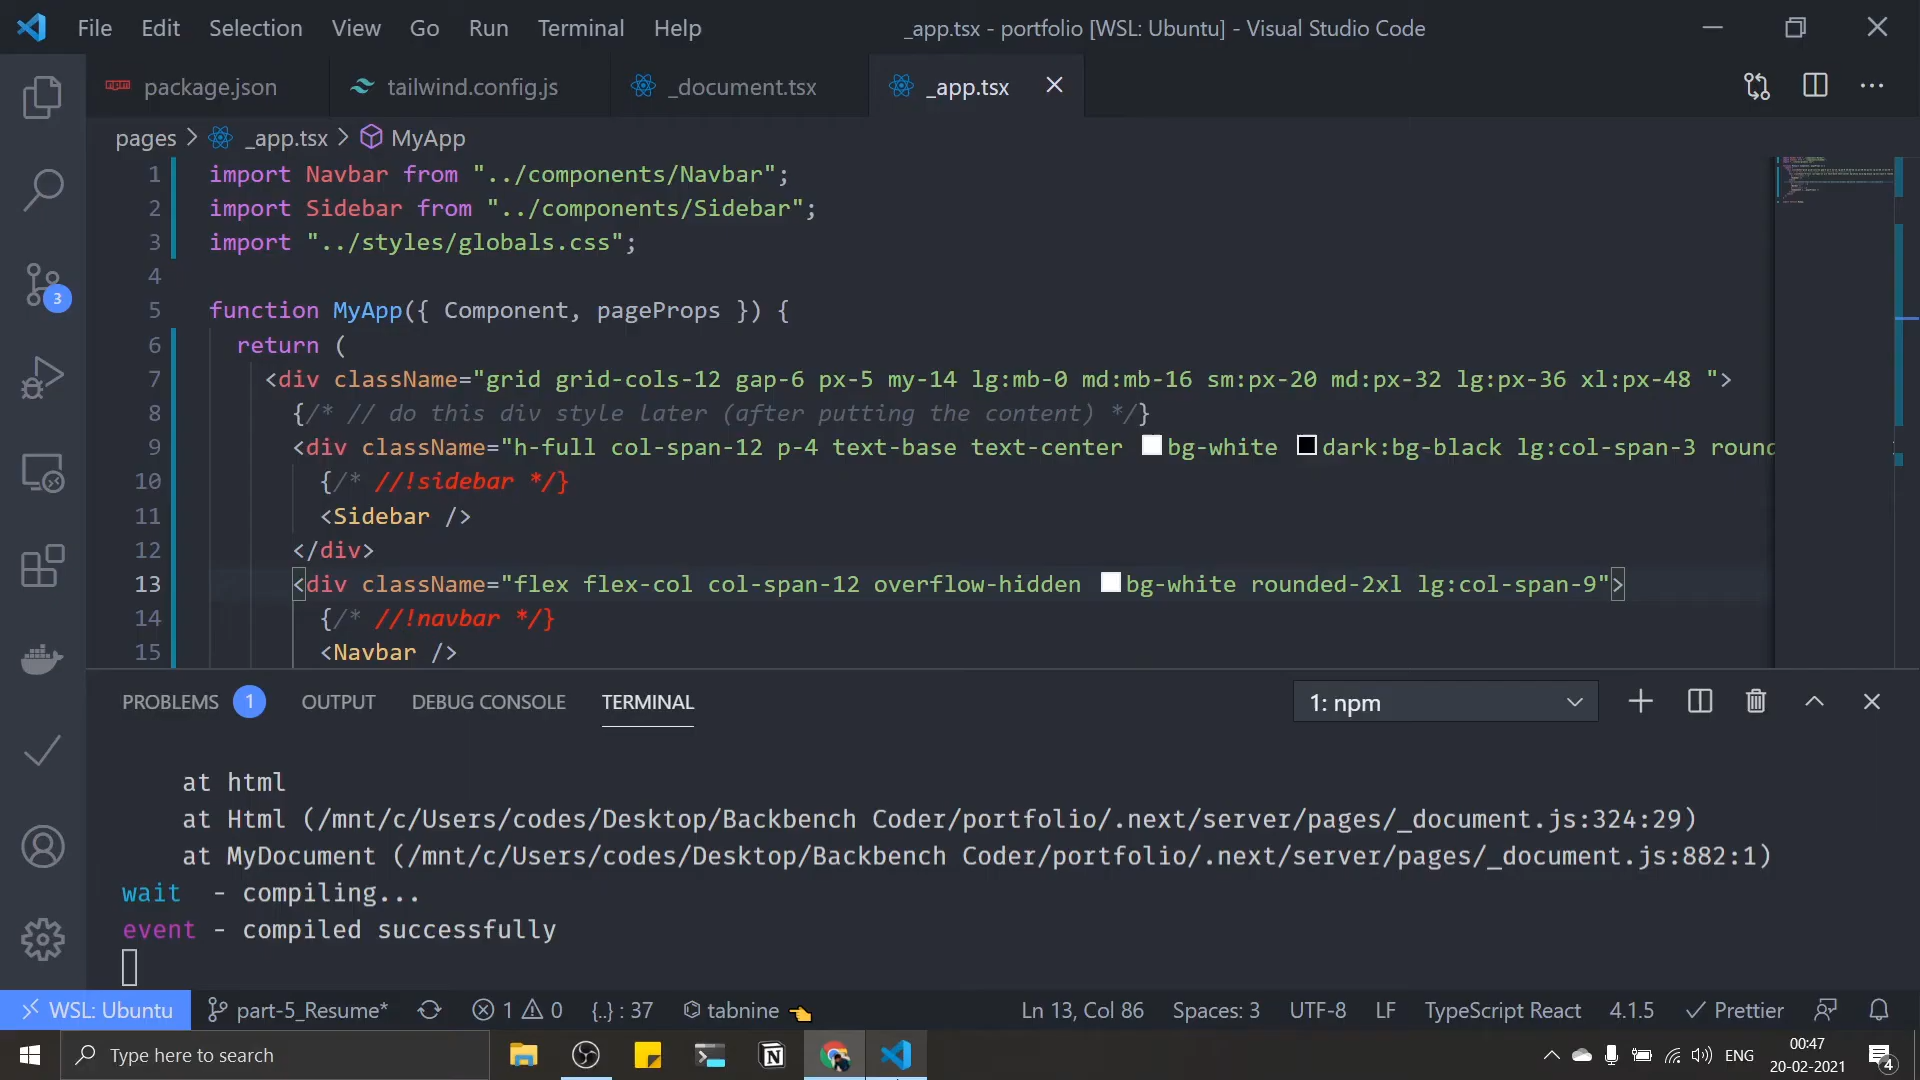 File Edit Selection View Go Run Terminal Help _app.tsx - portfolio [WSL: Ubuntu] - Visual Studio Code
package.json tailwind.config.js _document.tsx _app.tsx
pages > _app.tsx > MyApp
1 import Navbar from "../components/Navbar";
2 import Sidebar from "../components/Sidebar";
3 import "../styles/globals.css";
4
5 function MyApp({ Component, pageProps }) {
6 return (
7 <div className="grid grid-cols-12 gap-6 px-5 my-14 lg:mb-0 md:mb-16 sm:px-20 md:px-32 lg:px-36 xl:px-48 ">
8 {/* // do this div style later (after putting the content) */}
9 <div className="h-full col-span-12 p-4 text-base text-center bg-white dark:bg-black lg:col-span-3 round
10 {/* //!sidebar */}
11 <Sidebar />
12 </div>
13 <div className="flex flex-col col-span-12 overflow-hidden bg-white rounded-2xl lg:col-span-9">
14 {/* //!navbar */}
15 <Navbar />
3
PROBLEMS 1 OUTPUT DEBUG CONSOLE TERMINAL 1: npm
at html
at Html (/mnt/c/Users/codes/Desktop/Backbench Coder/portfolio/.next/server/pages/_document.js:324:29)
at MyDocument (/mnt/c/Users/codes/Desktop/Backbench Coder/portfolio/.next/server/pages/_document.js:882:1)
wait - compiling...
event - compiled successfully
WSL: Ubuntu part-5_Resume* 1 0 {..} : 37 tabnine Ln 13, Col 86 Spaces: 3 UTF-8 LF TypeScript React 4.1.5 Prettier
Type here to search ENG 00:47
20-02-2021 4